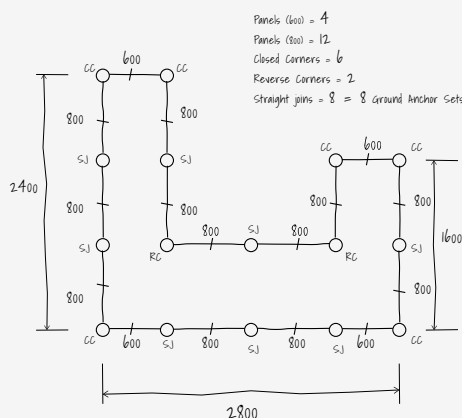 Panels (600) = 4
Panels (800) = 12
Closed Corners = 6
Reverse Corners = 2
Straight joins = 8 = 8 Ground Anchor Sets
600
CC
CC
800
800
CC
600
CC
SJ
SJ
2400
800
800
800
800
SJ
800
800
SJ
SJ
1600
RC
RC
800
800
CC
600
SJ
800
SJ
800
SJ
600
CC
2800